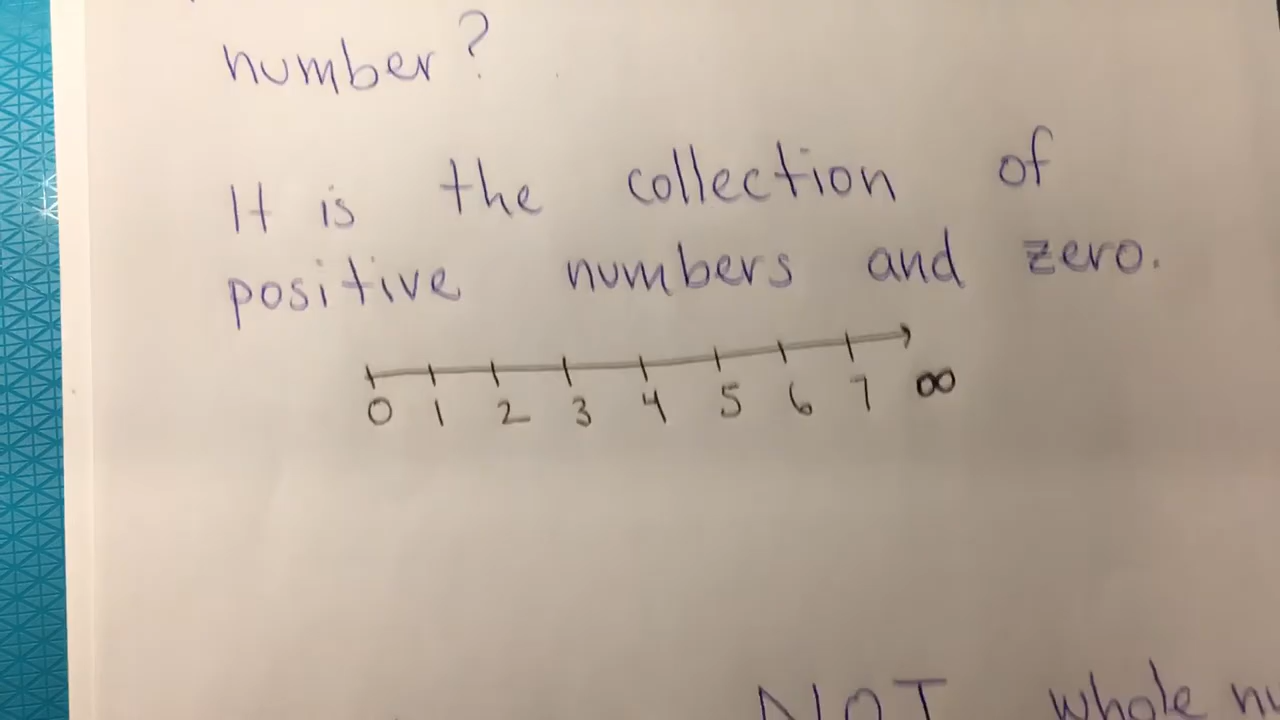 number?
It is the collection of
positive numbers and zero.
0 1 2 3 4 5 6 7 ∞
NOT whole